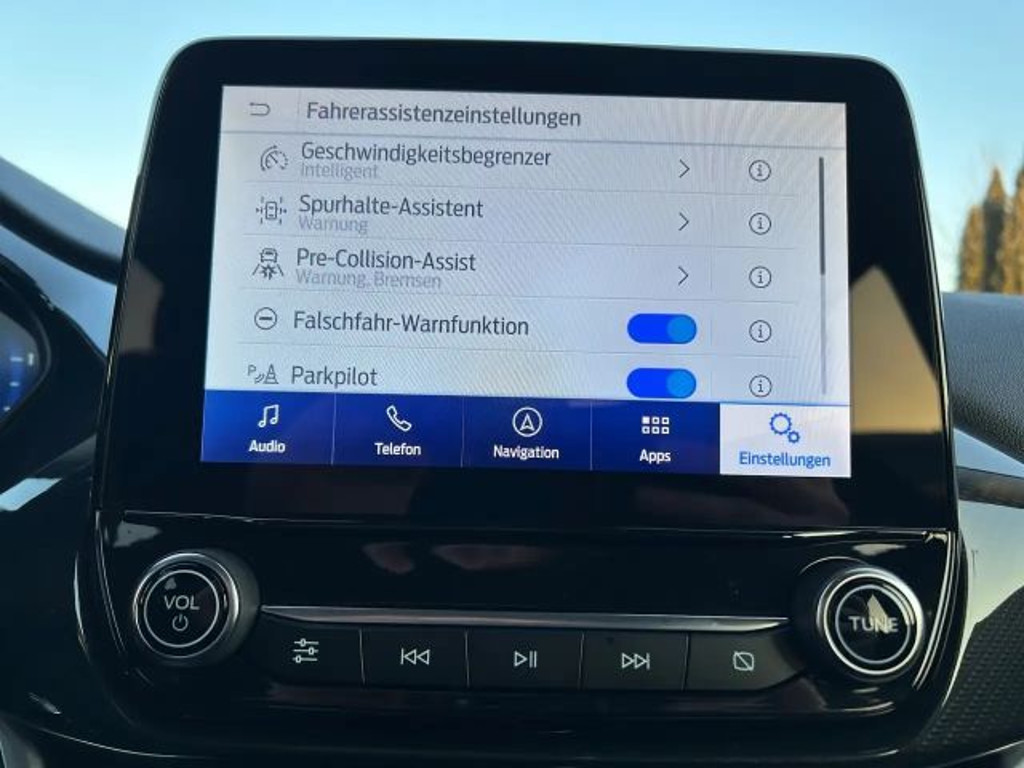 Fahrerassistenzeinstellungen
Geschwindigkeitsbegrenzer
Intelligent
Spurhalte-Assistent
Warnung
Pre-Collision-Assist
Warnung, Bremsen
Falschfahr-Warnfunktion
P Parkpilot
Audio
Telefon
Navigation
Apps
Einstellungen
VOL
TUNE